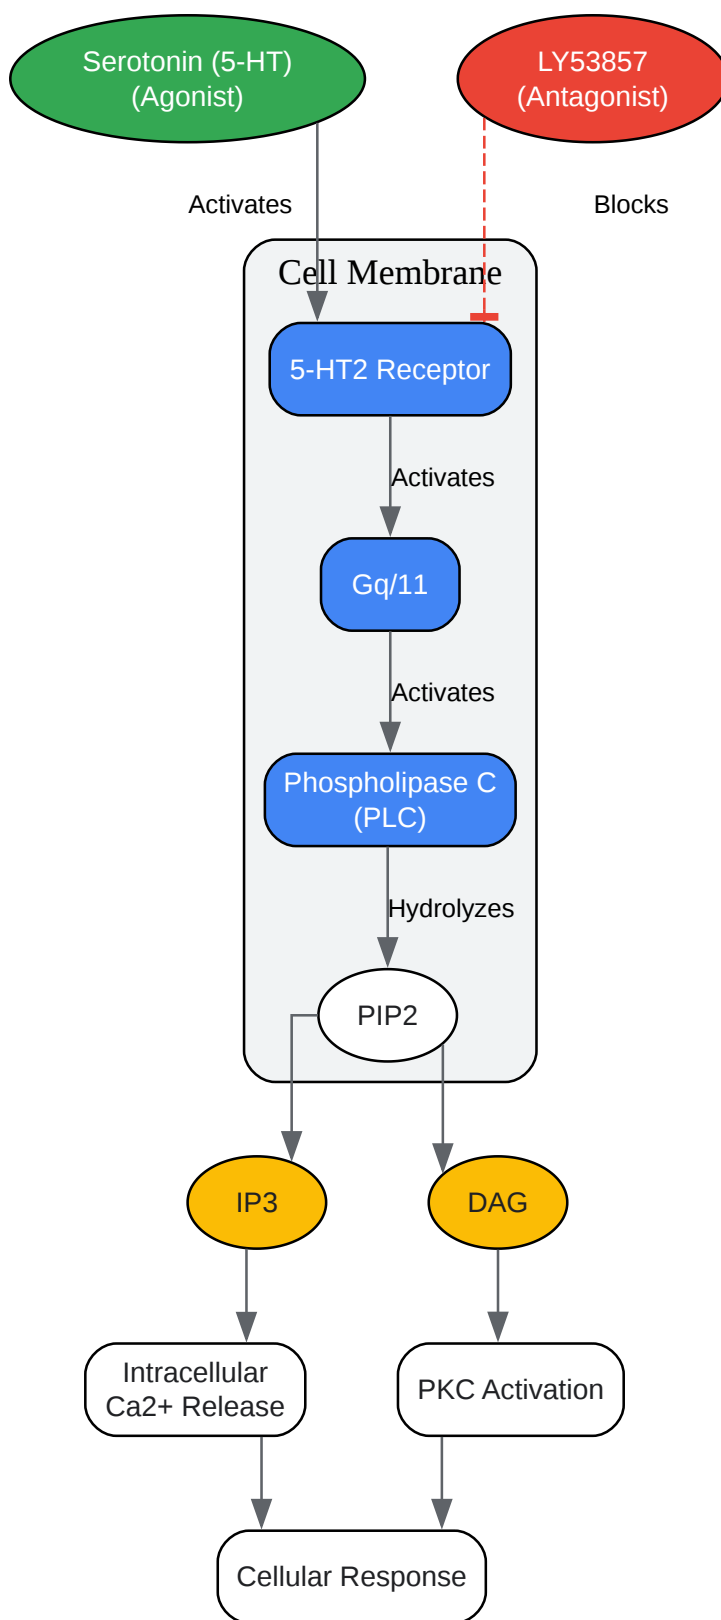 Serotonin (5-HT)
(Agonist)
LY53857
(Antagonist)
Activates
Blocks
Cell Membrane
5-HT2 Receptor
Activates
Gq/11
Activates
Phospholipase C
(PLC)
Hydrolyzes
PIP2
IP3
DAG
Intracellular
Ca2+ Release
PKC Activation
Cellular Response